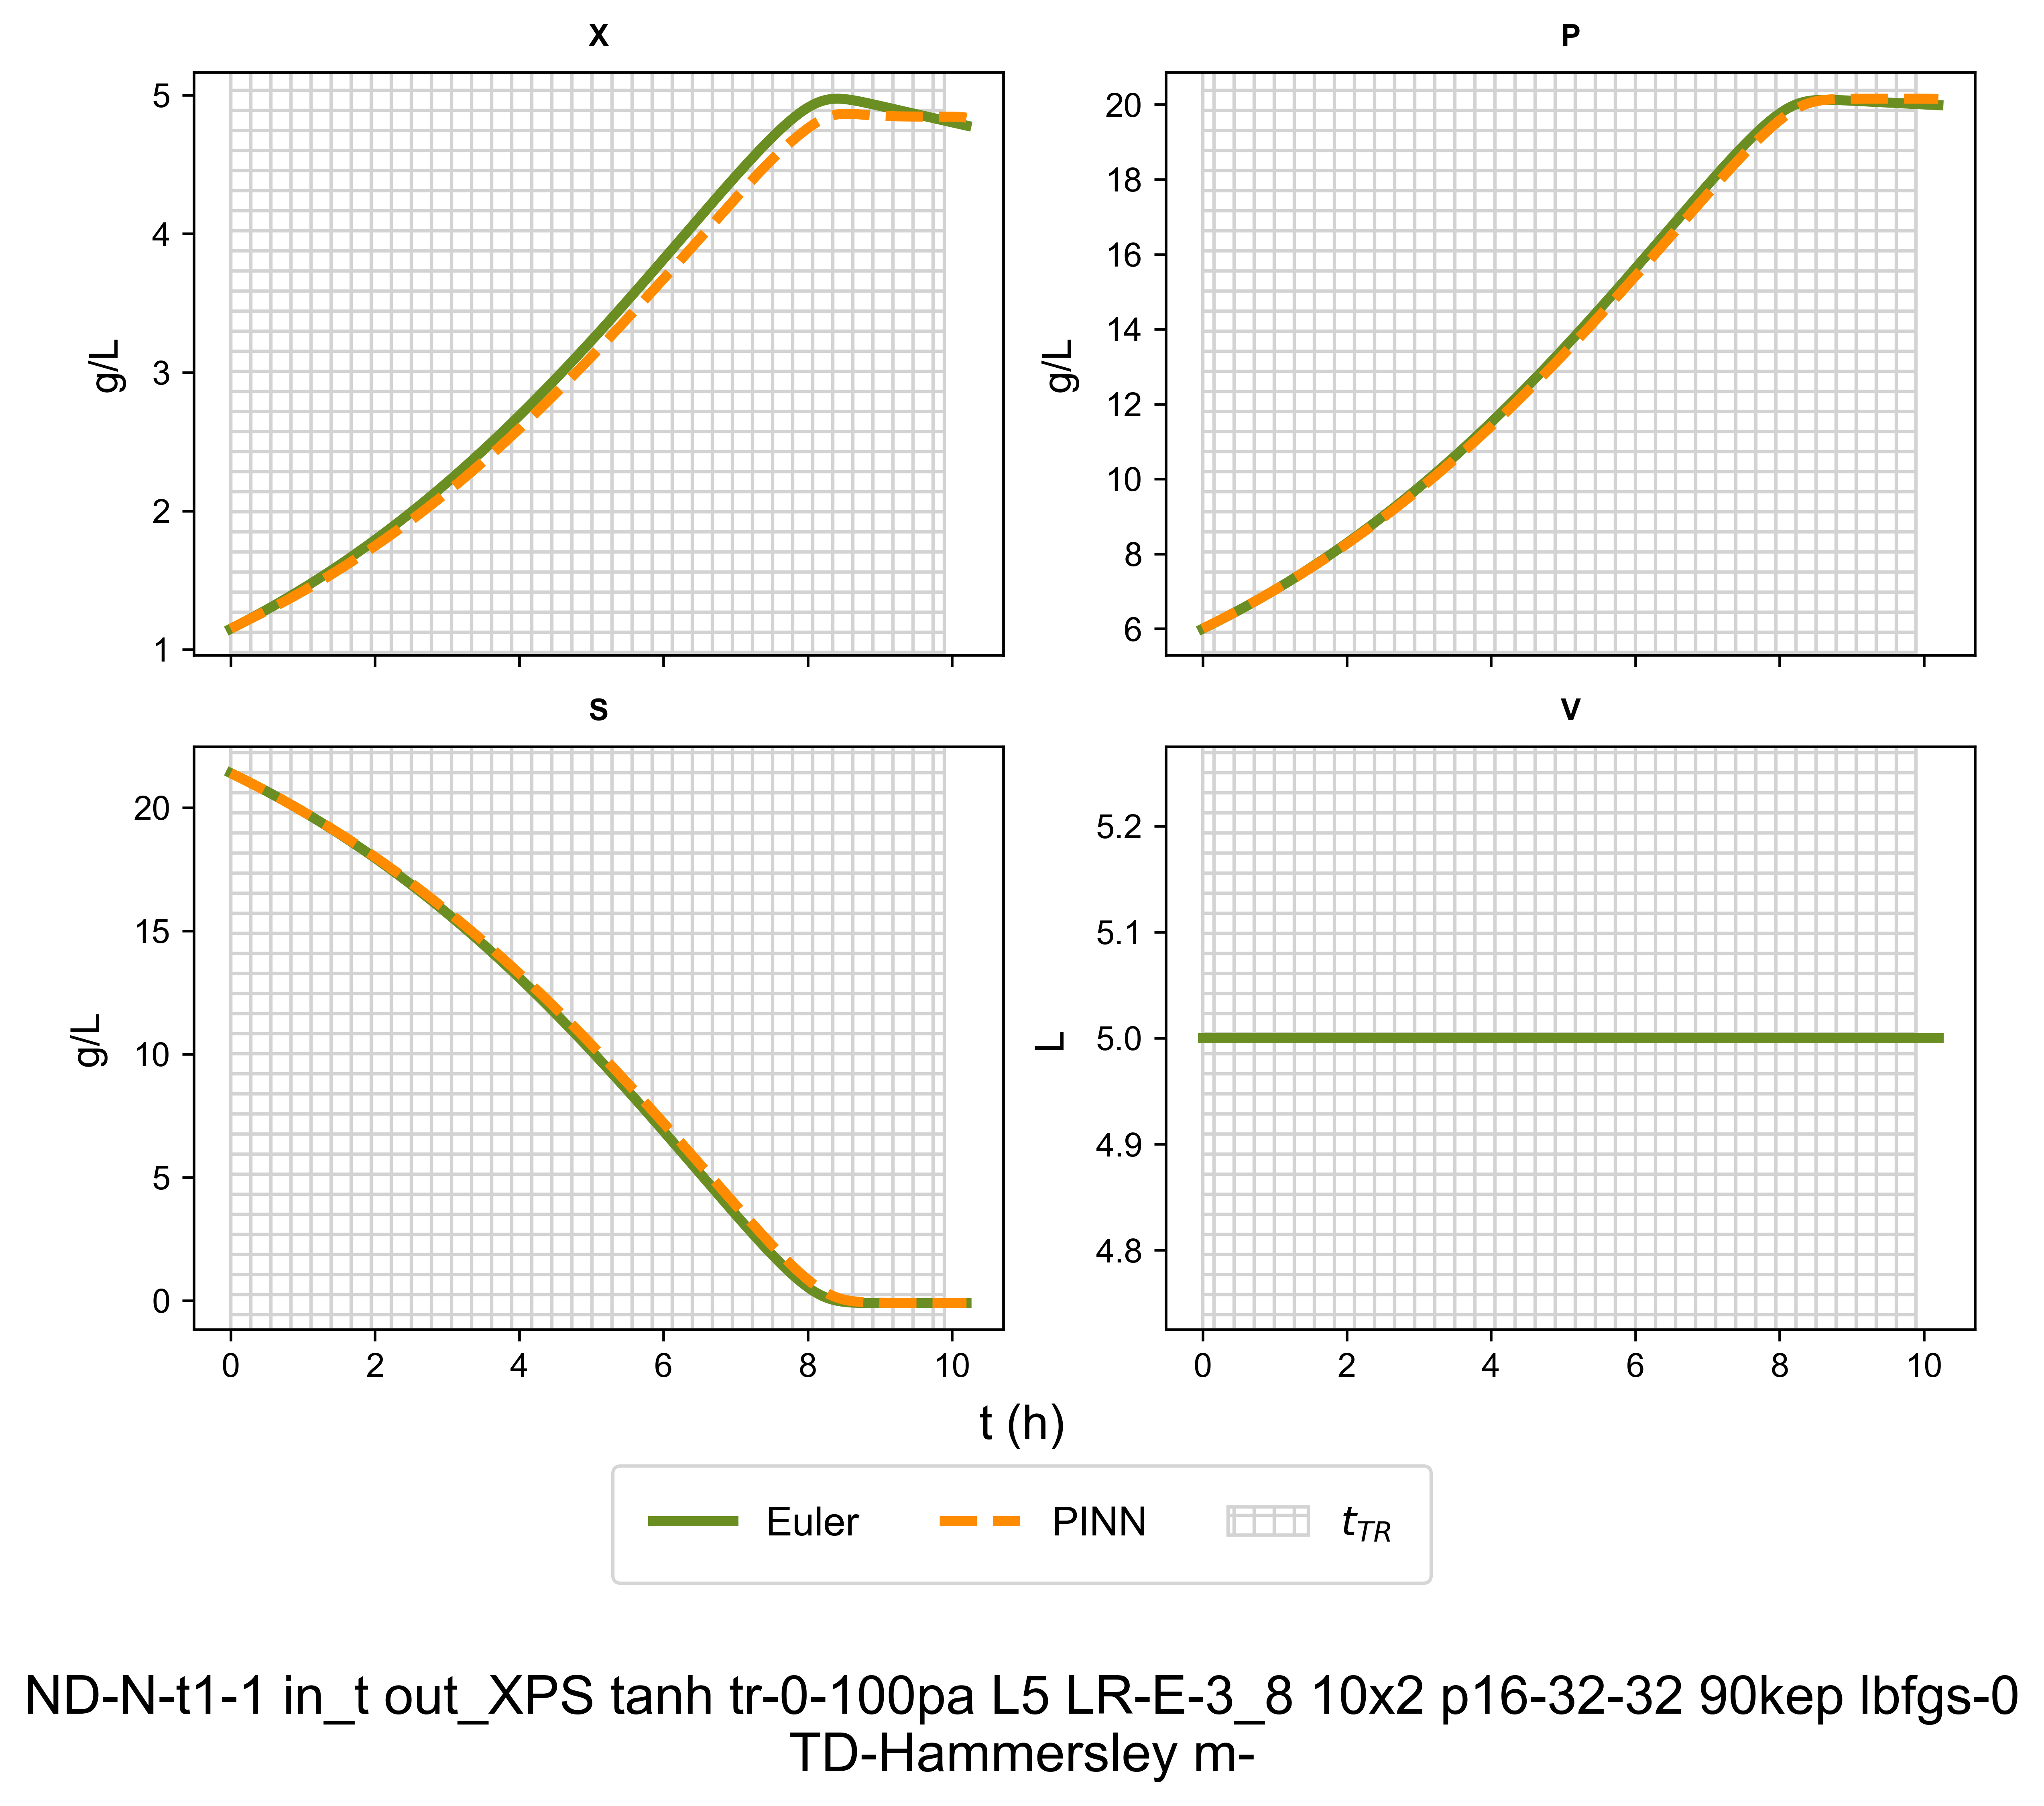 X
5
4
3
2
1
g/L
P
20
18
16
14
12
10
8
6
g/L
S
20
15
10
5
0
g/L
0 2 4 6 8 10
V
5.2
5.1
5.0
4.9
4.8
L
0 2 4 6 8 10
t (h)
Euler PINN t_TR
ND-N-t1-1 in_t out_XPS tanh tr-0-100pa L5 LR-E-3_8 10x2 p16-32-32 90kep lbfgs-0
TD-Hammersley m-